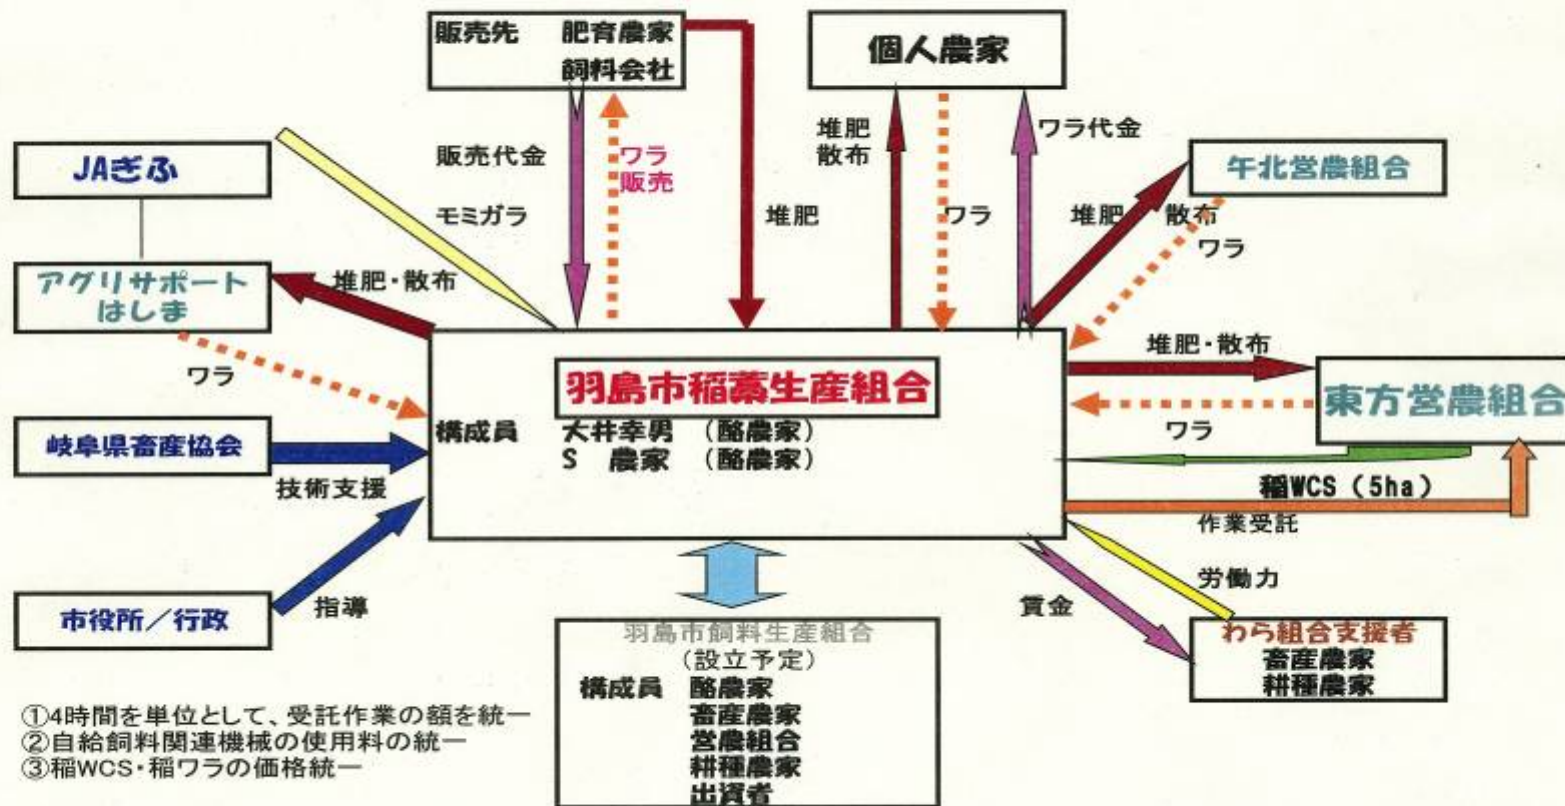 販売先 肥育農家
飼料会社
個人農家
堆肥
散布
ワラ代金
販売代金
ワラ
販売
JAぎふ
午北営農組合
モミガラ
堆肥
ワラ
堆肥 散布
ワラ
アグリサポート
はしま
堆肥・散布
堆肥・散布
ワラ
羽島市稲藁生産組合
東方営農組合
ワラ
構成員 大井幸男 (酪農家)
S 農家 (酪農家)
岐阜県畜産協会
技術支援
稲WCS(5ha)
作業受託
労働力
市役所/行政
指導
賃金
羽島市飼料生産組合
(設立予定)
構成員 酪農家
畜産農家
営農組合
耕種農家
出資者
わら組合支援者
畜産農家
耕種農家
①4時間を単位として、受託作業の額を統一
②自給飼料関連機械の使用料の統一
③稲WCS・稲ワラの価格統一